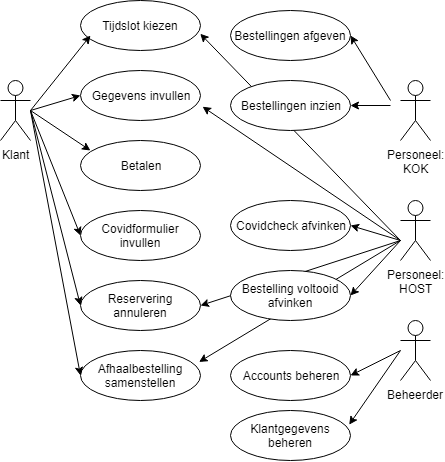 Tijdslot kiezen
Bestellingen afgeven
Gegevens invullen
Bestellingen inzien
Klant
Personeel:
KOK
Betalen
Covidformulier
invullen
Covidcheck afvinken
Personeel:
HOST
Reservering
annuleren
Bestelling voltooid
afvinken
Afhaalbestelling
samenstellen
Accounts beheren
Beheerder
Klantgegevens
beheren